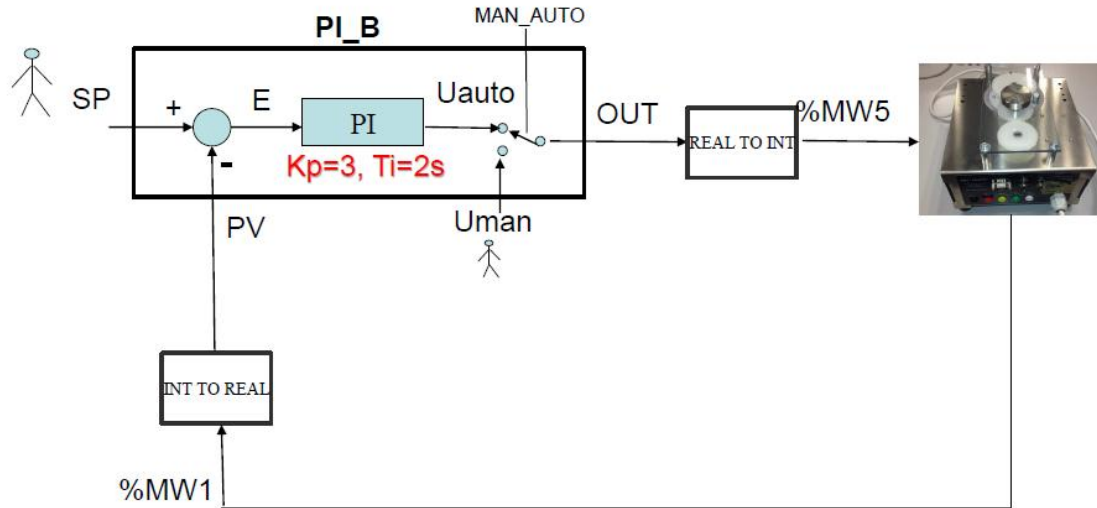 MAN_AUTO
PI_B
SP
+
E
PI
Uauto
OUT
REAL TO INT
%MW5
-
Kp=3, Ti=2s
PV
Uman
INT TO REAL
%MW1